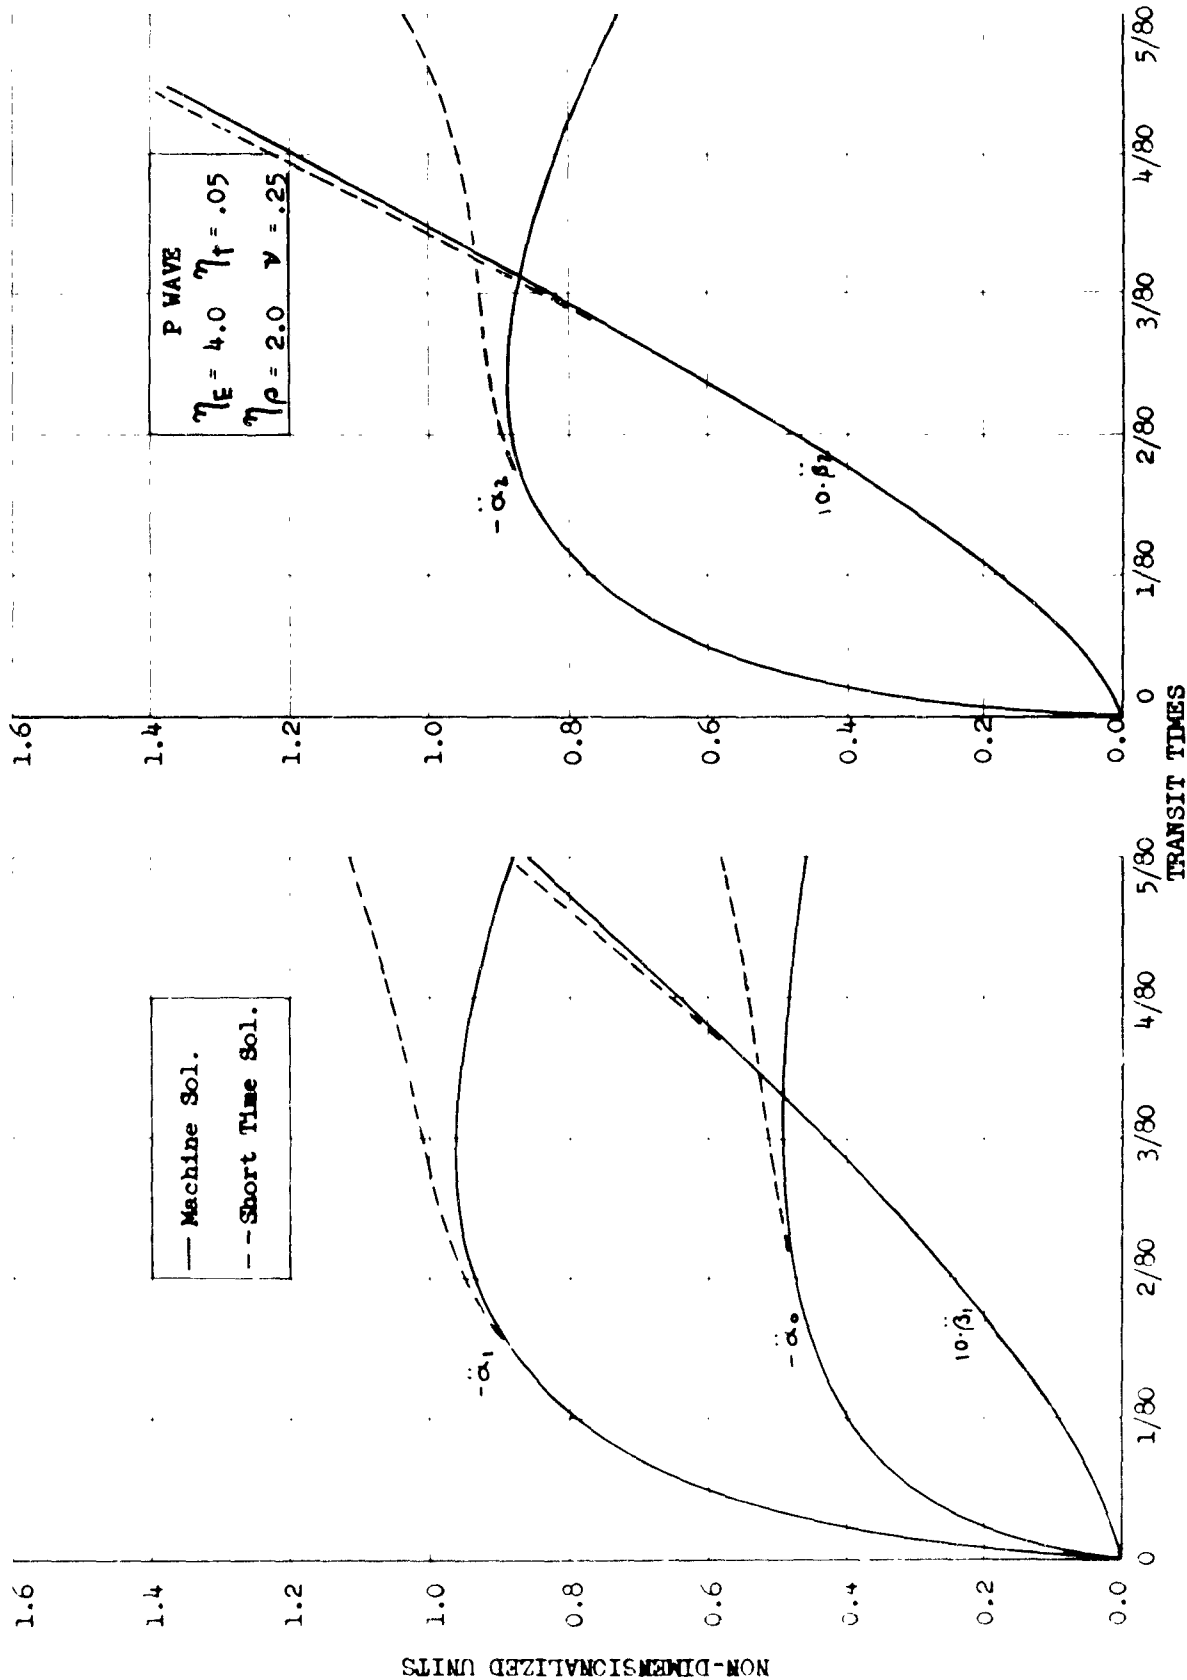 NON-DIMENSIONALIZED UNITS
1.6
1.4
1.2
1.0
0.8
0.6
0.4
0.2
0.0
0 1/80 2/80 3/80 4/80 5/80
— Machine Sol.
-- Short Time Sol.
-α̈₁
-α̈₀
10·β̈₁
TRANSIT TIMES
1.6
1.4
1.2
1.0
0.8
0.6
0.4
0.2
0.0
0 1/80 2/80 3/80 4/80 5/80
P WAVE
η_E = 4.0 η_t = .05
η_ρ = 2.0 ν = .25
-α̈₂
10·β̈₂